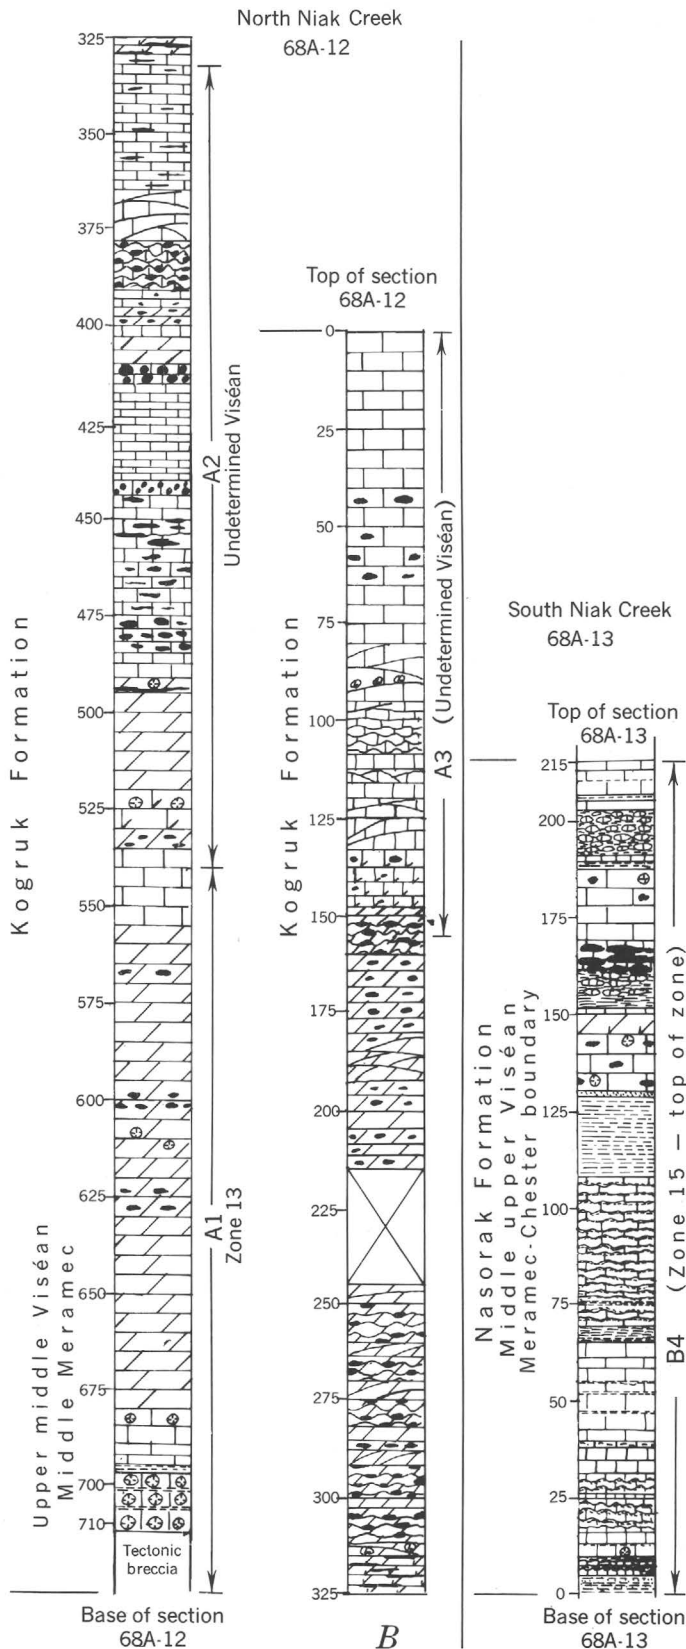 North Niak Creek
68A-12
325
350
375
400
425
450
475
500
525
550
575
600
625
650
675
700
710
Tectonic
breccia
Base of section
68A-12
Kogruk Formation
Upper middle Viséan
Middle Meramec
A2
Undetermined Viséan
A1
Zone 13
Top of section
68A-12
0
25
50
75
100
125
150
175
200
225
250
275
300
325
Kogruk Formation
A3 (Undetermined Viséan)
B
South Niak Creek
68A-13
Top of section
68A-13
215
200
175
150
125
100
75
50
25
0
Nasorak Formation
Middle upper Viséan
Meramec-Chester boundary
B4 (Zone 15 — top of zone)
Base of section
68A-13